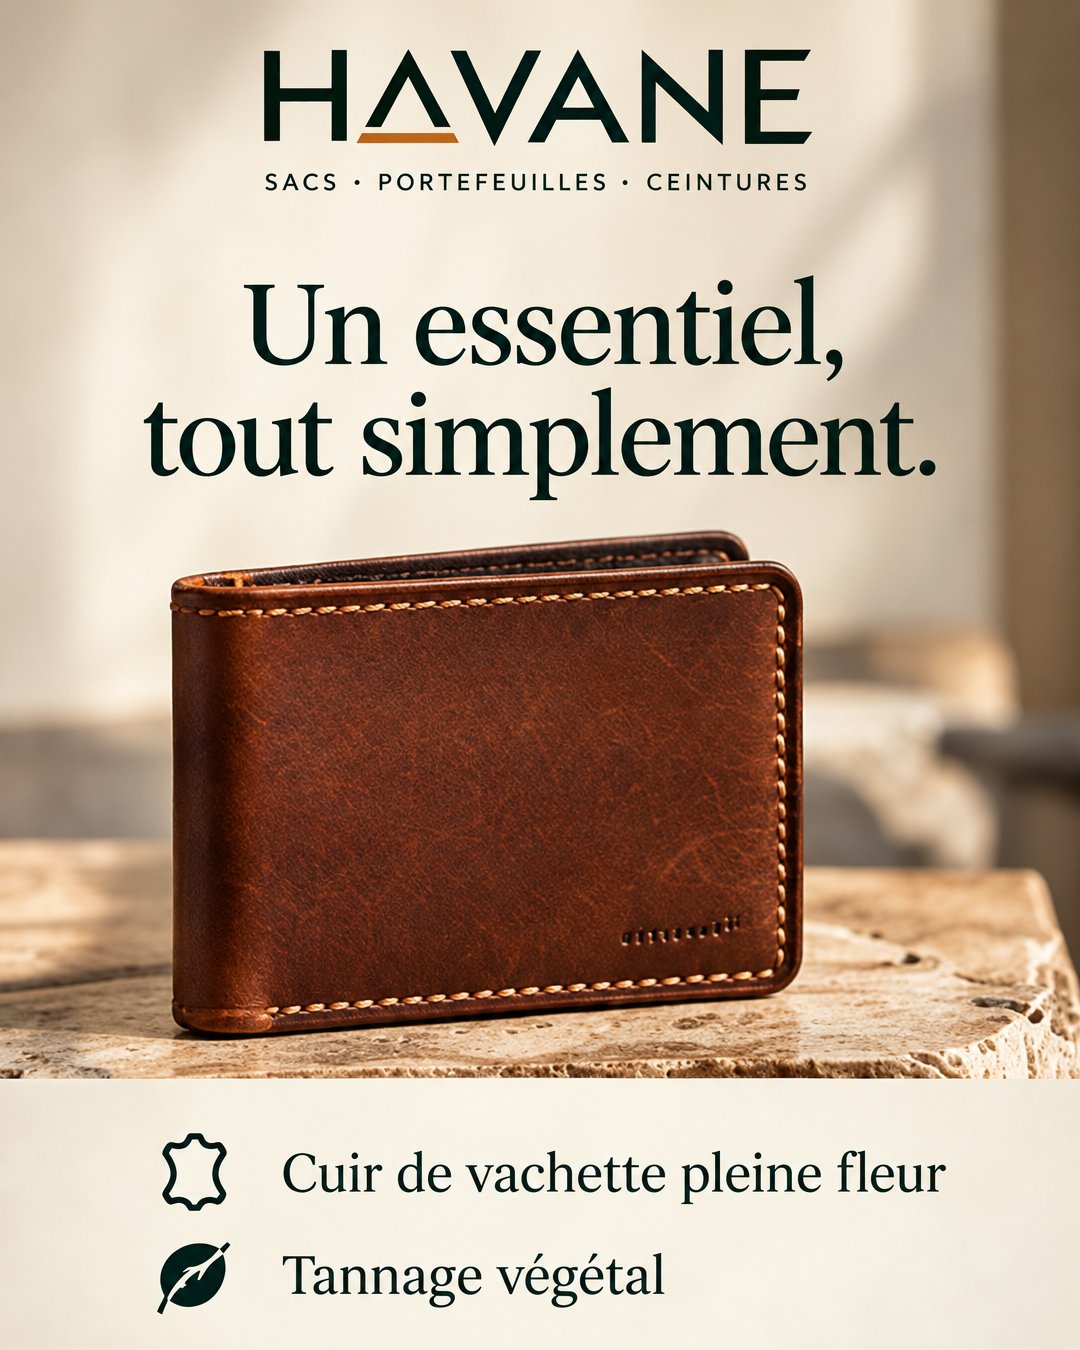 HAVANE
SACS · PORTEFEUILLES · CEINTURES
Un essentiel,
tout simplement.
Cuir de vachette pleine fleur
Tannage végétal